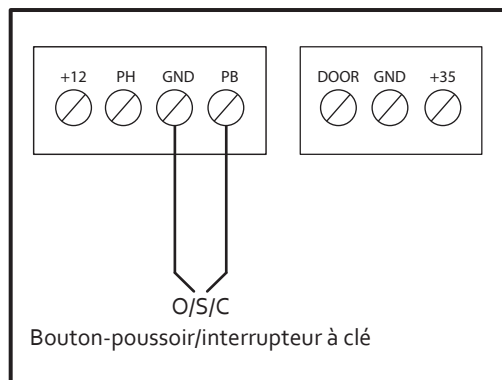 +12 PH GND PB DOOR GND +35
O/S/C
Bouton-poussoir/interrupteur à clé